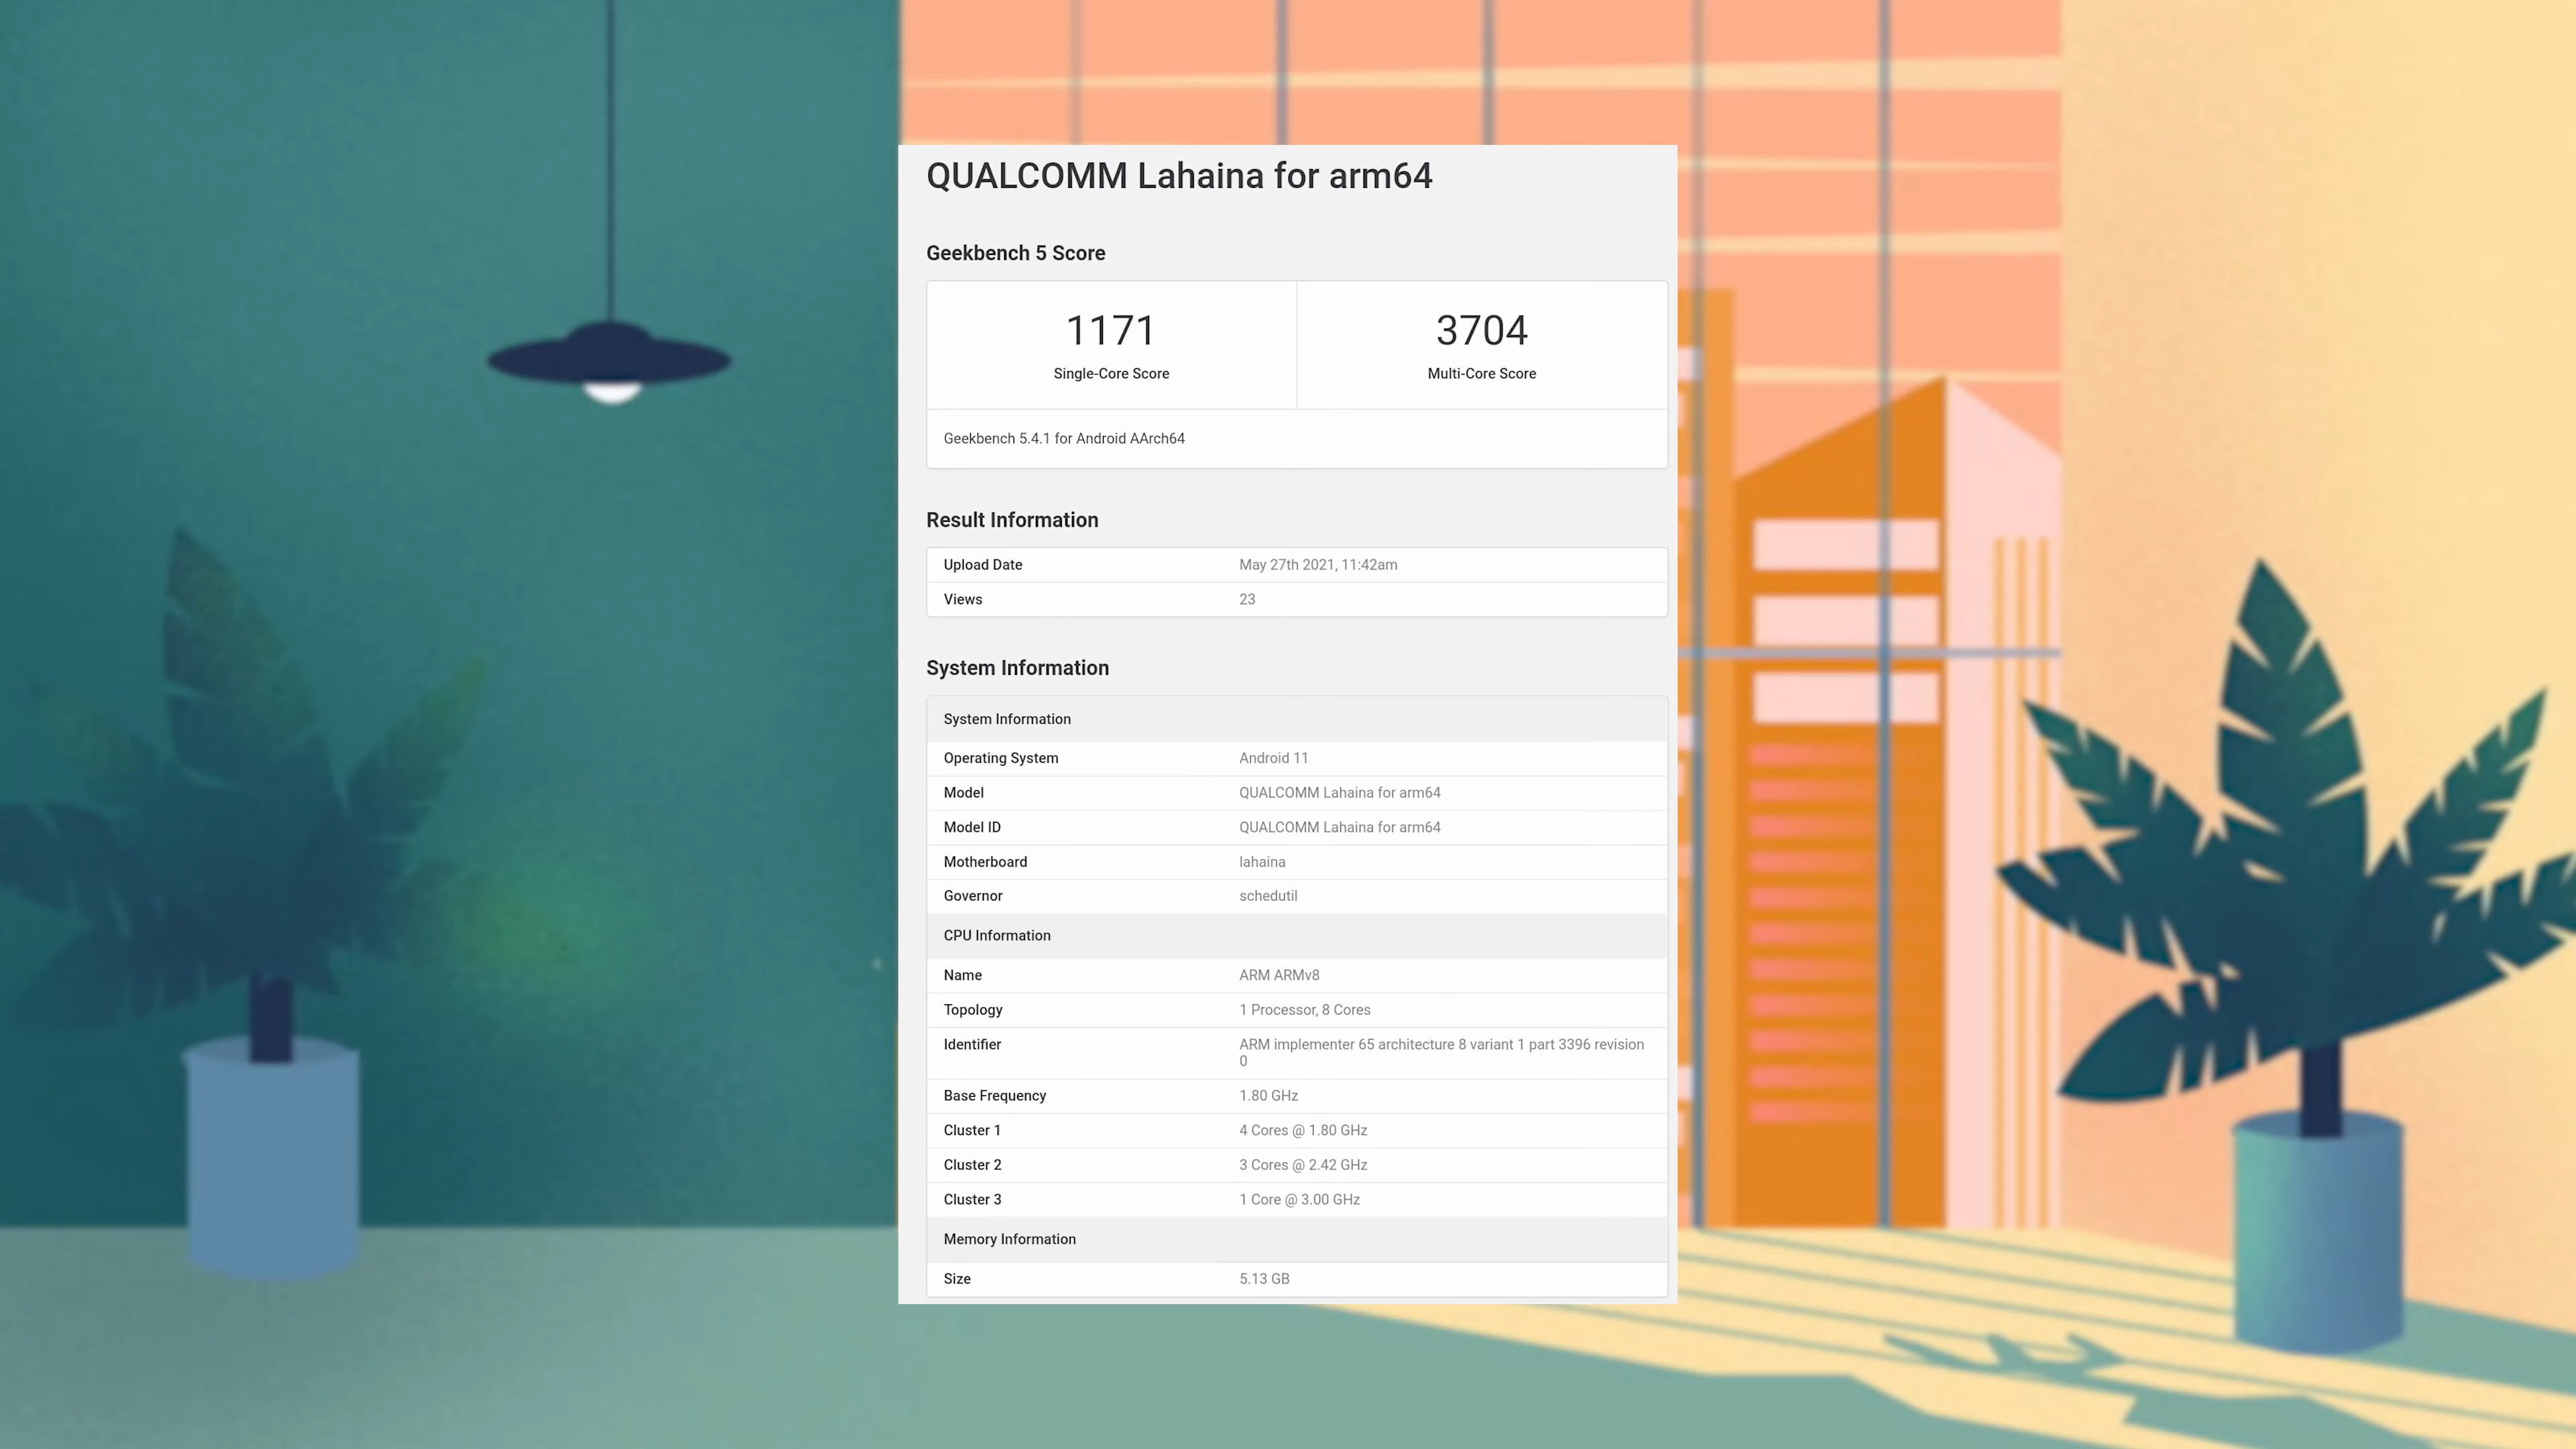 QUALCOMM Lahaina for arm64
Geekbench 5 Score
1171
Single-Core Score
3704
Multi-Core Score
Geekbench 5.4.1 for Android AArch64
Result Information
Upload Date May 27th 2021, 11:42am
Views 23
System Information
System Information
Operating System Android 11
Model QUALCOMM Lahaina for arm64
Model ID QUALCOMM Lahaina for arm64
Motherboard lahaina
Governor schedutil
CPU Information
Name ARM ARMv8
Topology 1 Processor, 8 Cores
Identifier ARM implementer 65 architecture 8 variant 1 part 3396 revision
0
Base Frequency 1.80 GHz
Cluster 1 4 Cores @ 1.80 GHz
Cluster 2 3 Cores @ 2.42 GHz
Cluster 3 1 Core @ 3.00 GHz
Memory Information
Size 5.13 GB